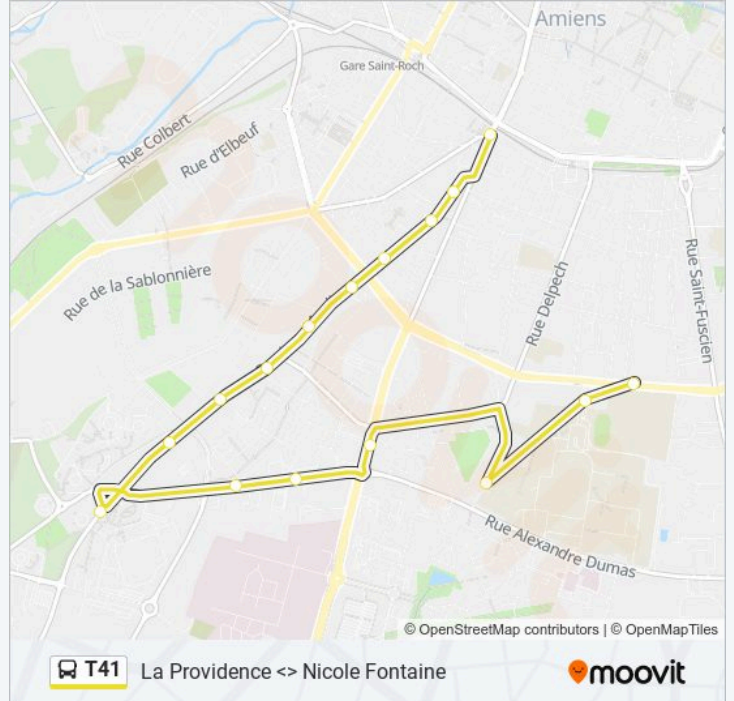 Amiens
Gare Saint-Roch
Rue Colbert
Rue d'Elbeuf
Rue de la Sablonnière
Rue Delpech
Rue Saint-Fuscien
Rue Alexandre Dumas
© OpenStreetMap contributors | © OpenMapTiles
T41 La Providence <> Nicole Fontaine
moovit